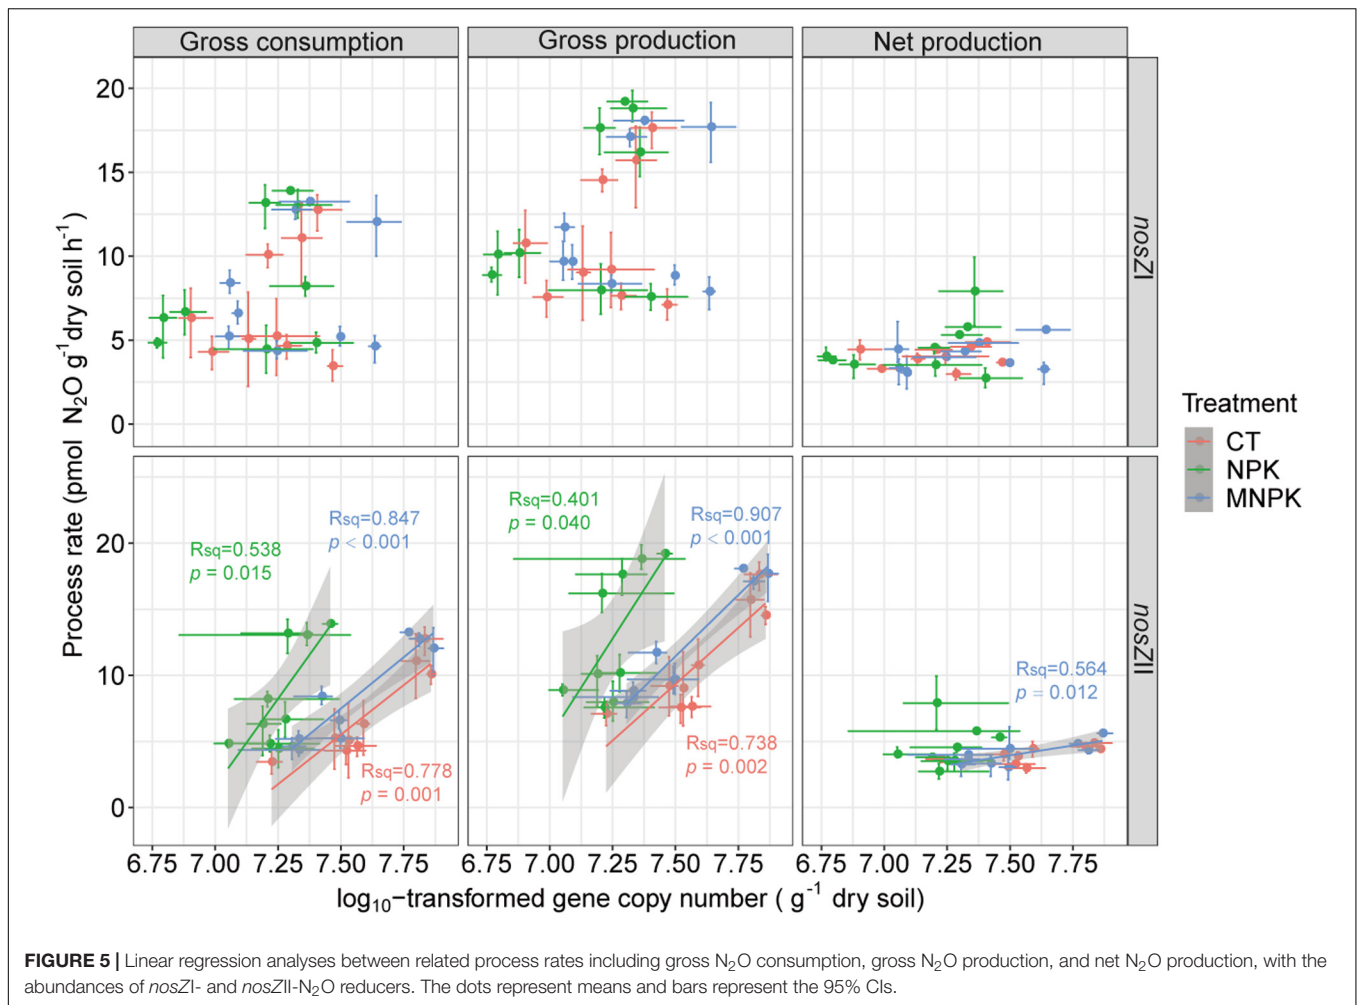 Gross consumption
Gross production
Net production
nosZI
nosZII
Process rate (pmol N₂O g⁻¹dry soil h⁻¹)
20
15
10
5
0
20
10
0
Rsq=0.538
p = 0.015
Rsq=0.847
p < 0.001
Rsq=0.778
p = 0.001
Rsq=0.401
p = 0.040
Rsq=0.907
p < 0.001
Rsq=0.738
p = 0.002
Rsq=0.564
p = 0.012
6.75 7.00 7.25 7.50 7.75
6.75 7.00 7.25 7.50 7.75
6.75 7.00 7.25 7.50 7.75
log₁₀−transformed gene copy number ( g⁻¹ dry soil)
Treatment
CT
NPK
MNPK
FIGURE 5 | Linear regression analyses between related process rates including gross N₂O consumption, gross N₂O production, and net N₂O production, with the
abundances of nosZI- and nosZII-N₂O reducers. The dots represent means and bars represent the 95% CIs.